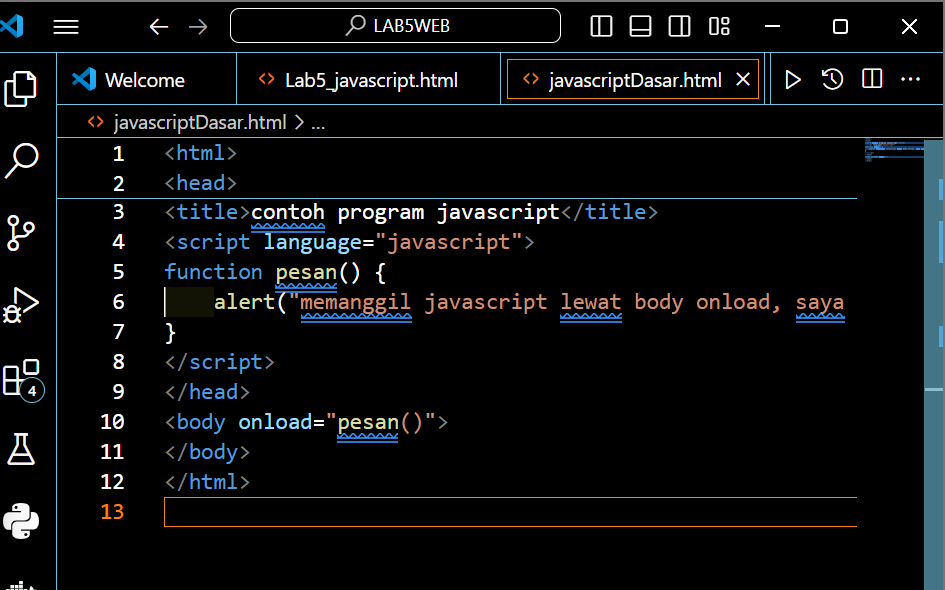 LAB5WEB
Welcome
Lab5_javascript.html
javascriptDasar.html
javascriptDasar.html > ...
1 <html>
2 <head>
3 <title>contoh program javascript</title>
4 <script language="javascript">
5 function pesan() {
6 alert("memanggil javascript lewat body onload, saya
7 }
8 </script>
9 </head>
10 <body onload="pesan()">
11 </body>
12 </html>
13
4